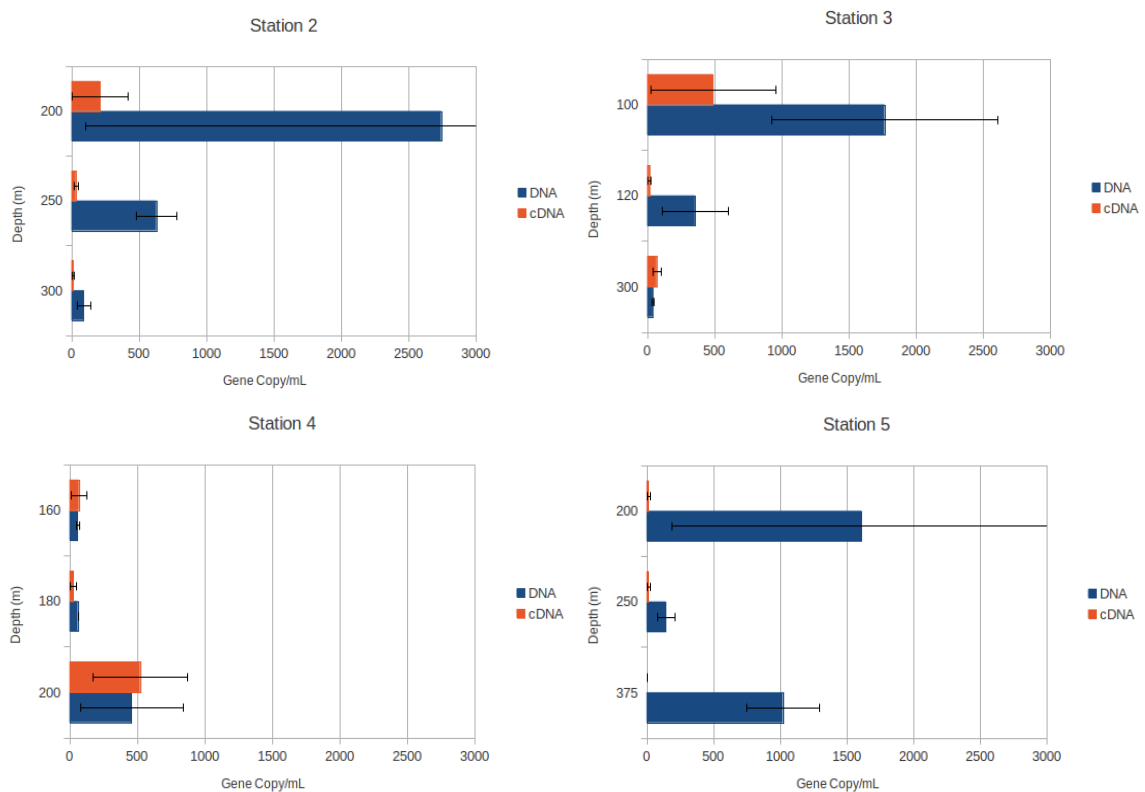 Station 2
200
250
300
Depth (m)
0 500 1000 1500 2000 2500 3000
Gene Copy/mL
DNA
cDNA
Station 3
100
120
300
Depth (m)
0 500 1000 1500 2000 2500 3000
Gene Copy/mL
DNA
cDNA
Station 4
160
180
200
Depth (m)
0 500 1000 1500 2000 2500 3000
Gene Copy/mL
DNA
cDNA
Station 5
200
250
375
Depth (m)
0 500 1000 1500 2000 2500 3000
Gene Copy/mL
DNA
cDNA